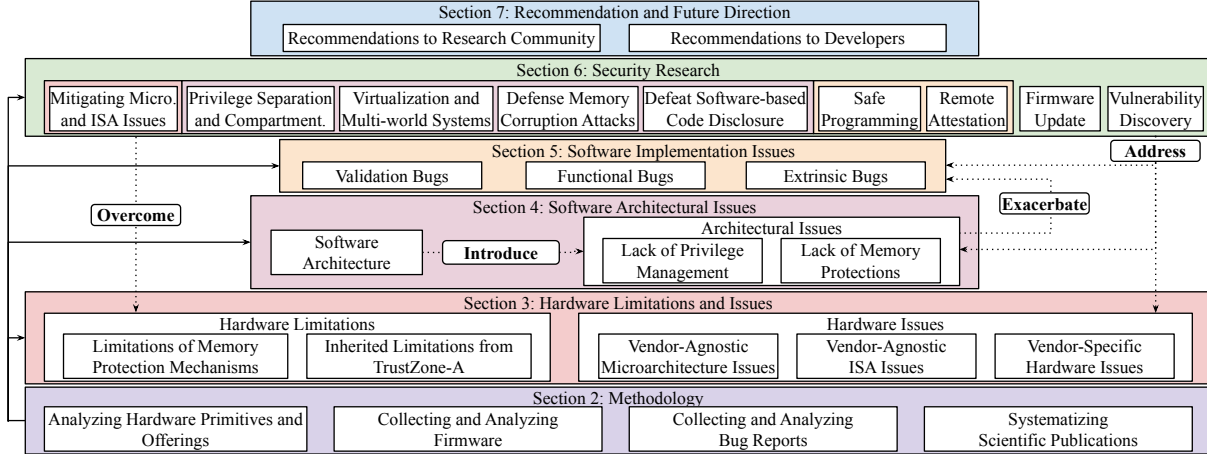 Section 7: Recommendation and Future Direction
Recommendations to Research Community
Recommendations to Developers
Section 6: Security Research
Mitigating Micro.
and ISA Issues
Privilege Separation
and Compartment.
Virtualization and
Multi-world Systems
Defense Memory
Corruption Attacks
Defeat Software-based
Code Disclosure
Safe
Programming
Remote
Attestation
Firmware
Update
Vulnerability
Discovery
Address
Section 5: Software Implementation Issues
Validation Bugs
Functional Bugs
Extrinsic Bugs
Overcome
Exacerbate
Section 4: Software Architectural Issues
Software
Architecture
Introduce
Architectural Issues
Lack of Privilege
Management
Lack of Memory
Protections
Section 3: Hardware Limitations and Issues
Hardware Limitations
Limitations of Memory
Protection Mechanisms
Inherited Limitations from
TrustZone-A
Hardware Issues
Vendor-Agnostic
Microarchitecture Issues
Vendor-Agnostic
ISA Issues
Vendor-Specific
Hardware Issues
Section 2: Methodology
Analyzing Hardware Primitives and
Offerings
Collecting and Analyzing
Firmware
Collecting and Analyzing
Bug Reports
Systematizing
Scientific Publications